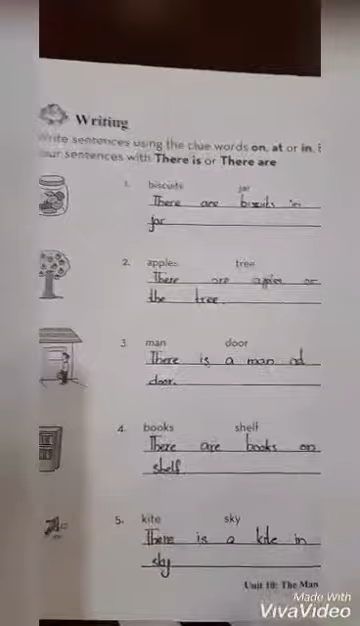 Writing
Write sentences using the clue words on, at or in. B
our sentences with There is or There are
1. biscuits jar
There are biscuits in
jar
2. apples tree
There are apples on
the tree.
3. man door
There is a man ad
door.
4. books shelf
There are books on
shelf
5. kite sky
There is a kite in
sky
Unit 10: The Man
Made With
VivaVideo